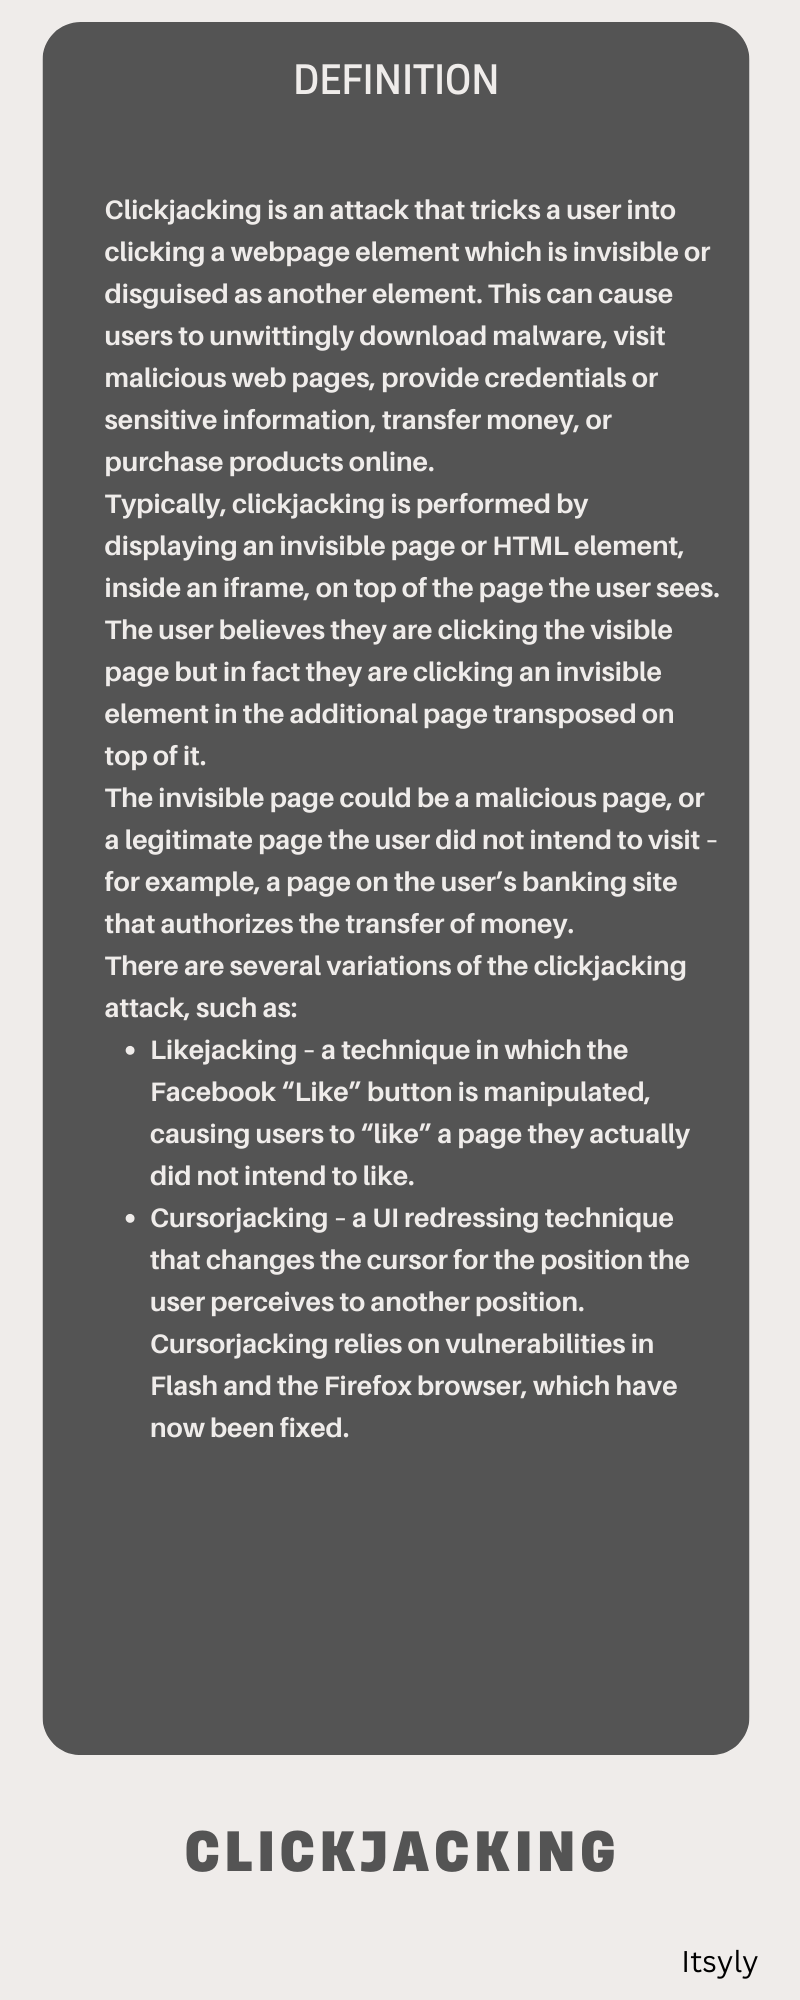 DEFINITION
Clickjacking is an attack that tricks a user into
clicking a webpage element which is invisible or
disguised as another element. This can cause
users to unwittingly download malware, visit
malicious web pages, provide credentials or
sensitive information, transfer money, or
purchase products online.
Typically, clickjacking is performed by
displaying an invisible page or HTML element,
inside an iframe, on top of the page the user sees.
The user believes they are clicking the visible
page but in fact they are clicking an invisible
element in the additional page transposed on
top of it.
The invisible page could be a malicious page, or
a legitimate page the user did not intend to visit –
for example, a page on the user’s banking site
that authorizes the transfer of money.
There are several variations of the clickjacking
attack, such as:
• Likejacking – a technique in which the
Facebook “Like” button is manipulated,
causing users to “like” a page they actually
did not intend to like.
• Cursorjacking – a UI redressing technique
that changes the cursor for the position the
user perceives to another position.
Cursorjacking relies on vulnerabilities in
Flash and the Firefox browser, which have
now been fixed.
CLICKJACKING
Itsyly